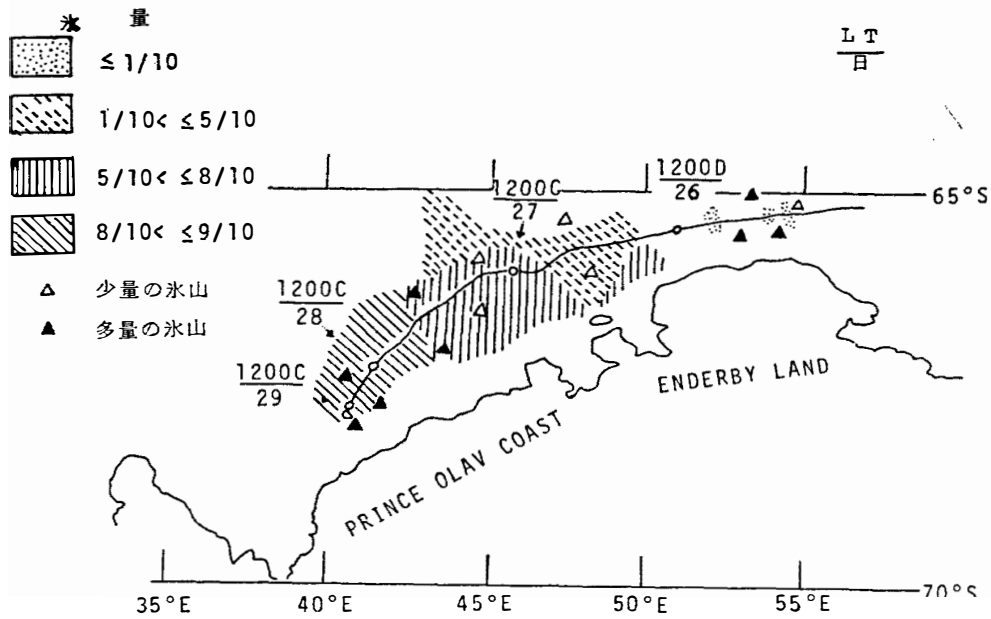 氷 量
≤ 1/10
1/10< ≤5/10
5/10< ≤8/10
8/10< ≤9/10
少量の氷山
多量の氷山
LT
日
1200D
26
65°S
1200C
27
1200C
28
1200C
29
ENDERBY LAND
PRINCE OLAV COAST
70°S
35°E
40°E
45°E
50°E
55°E